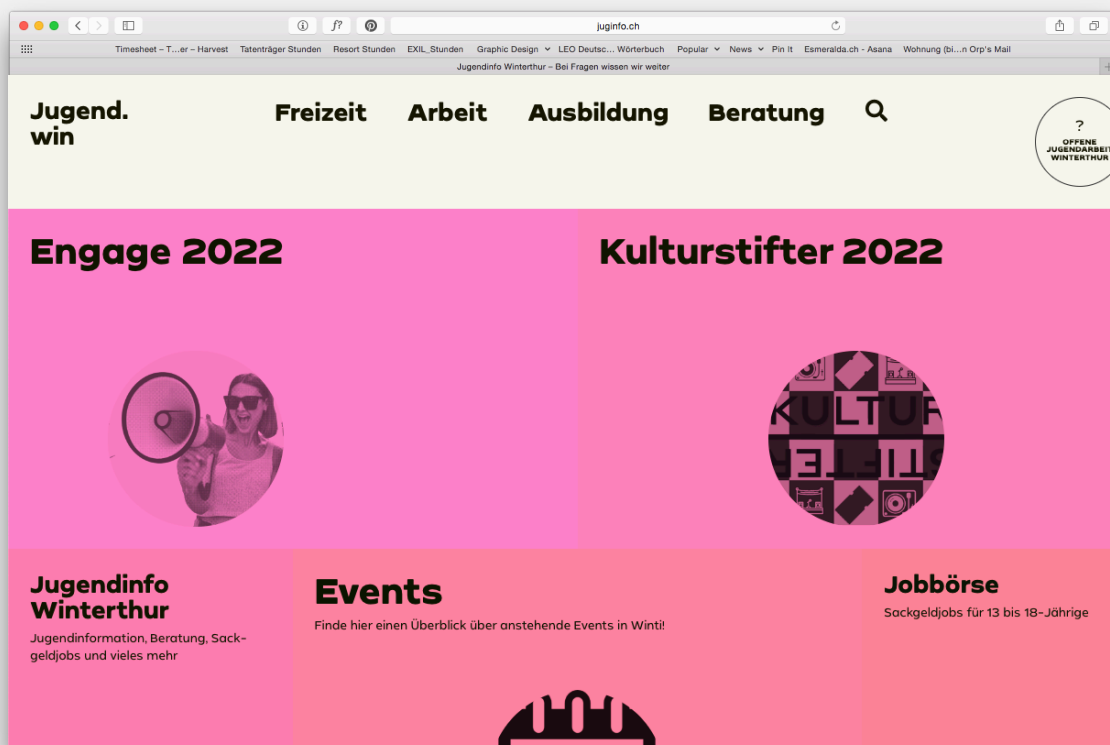 f?
juginfo.ch
Timesheet – T...er – Harvest Tatenträger Stunden Resort Stunden EXIL_Stunden Graphic Design LEO Deutsc... Wörterbuch Popular News Pin It Esmeralda.ch - Asana Wohnung (bi...n Orp's Mail
Jugendinfo Winterthur – Bei Fragen wissen wir weiter
Jugend.
win
Freizeit Arbeit Ausbildung Beratung
?
OFFENE
JUGENDARBEIT
WINTERTHUR
Engage 2022
Kulturstifter 2022
KULTUR
STIFTER
Jugendinfo
Winterthur
Jugendinformation, Beratung, Sack-
geldjobs und vieles mehr
Events
Finde hier einen Überblick über anstehende Events in Winti!
Jobbörse
Sackgeldjobs für 13 bis 18-Jährige